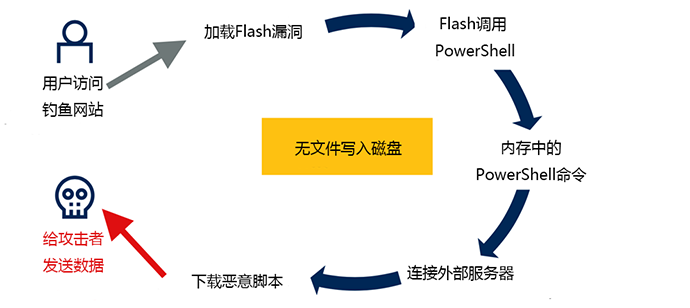 用户访问
钓鱼网站
加载Flash漏洞
Flash调用
PowerShell
内存中的
PowerShell命令
连接外部服务器
下载恶意脚本
给攻击者
发送数据
无文件写入磁盘